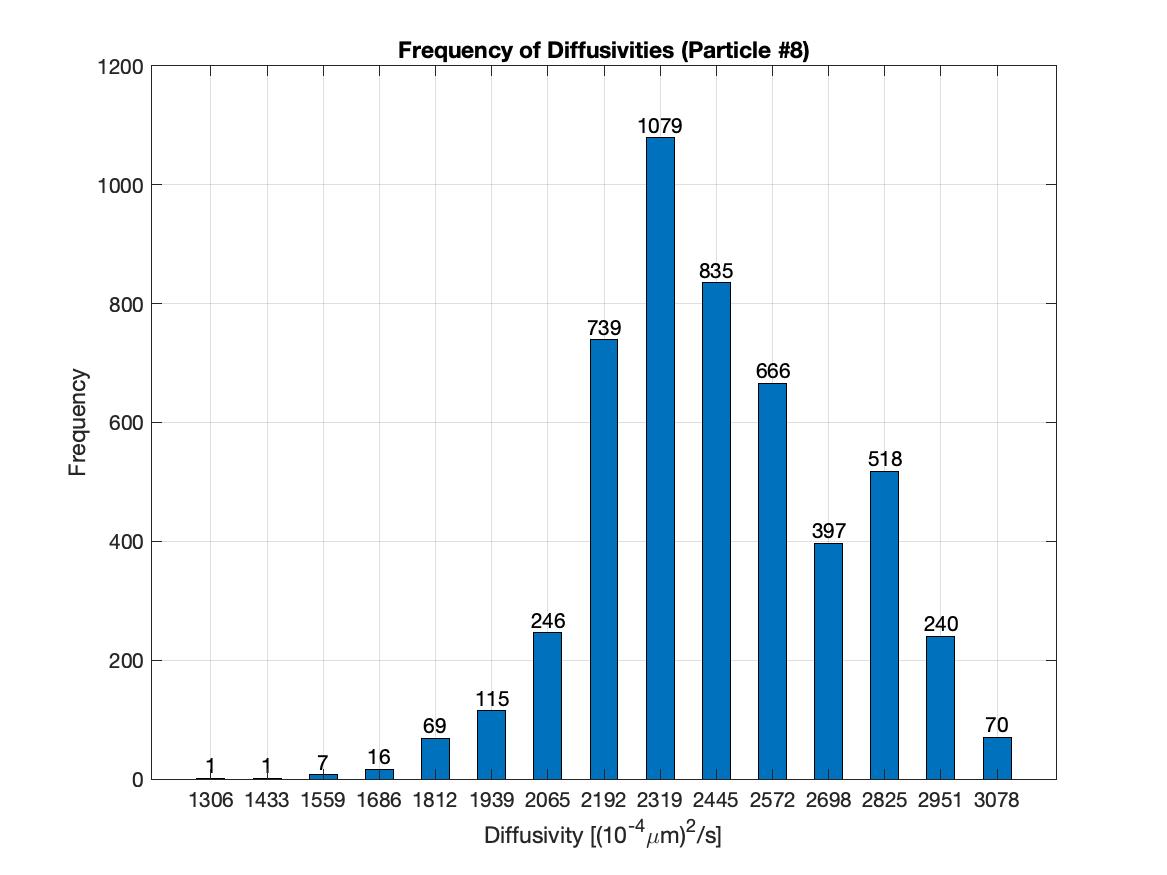 Frequency of Diffusivities (Particle #8)
1200
1000
800
600
400
200
0
Frequency
1 1 7 16 69 115 246 739 1079 835 666 397 518 240 70
1306 1433 1559 1686 1812 1939 2065 2192 2319 2445 2572 2698 2825 2951 3078
Diffusivity [(10⁻⁴μm)²/s]